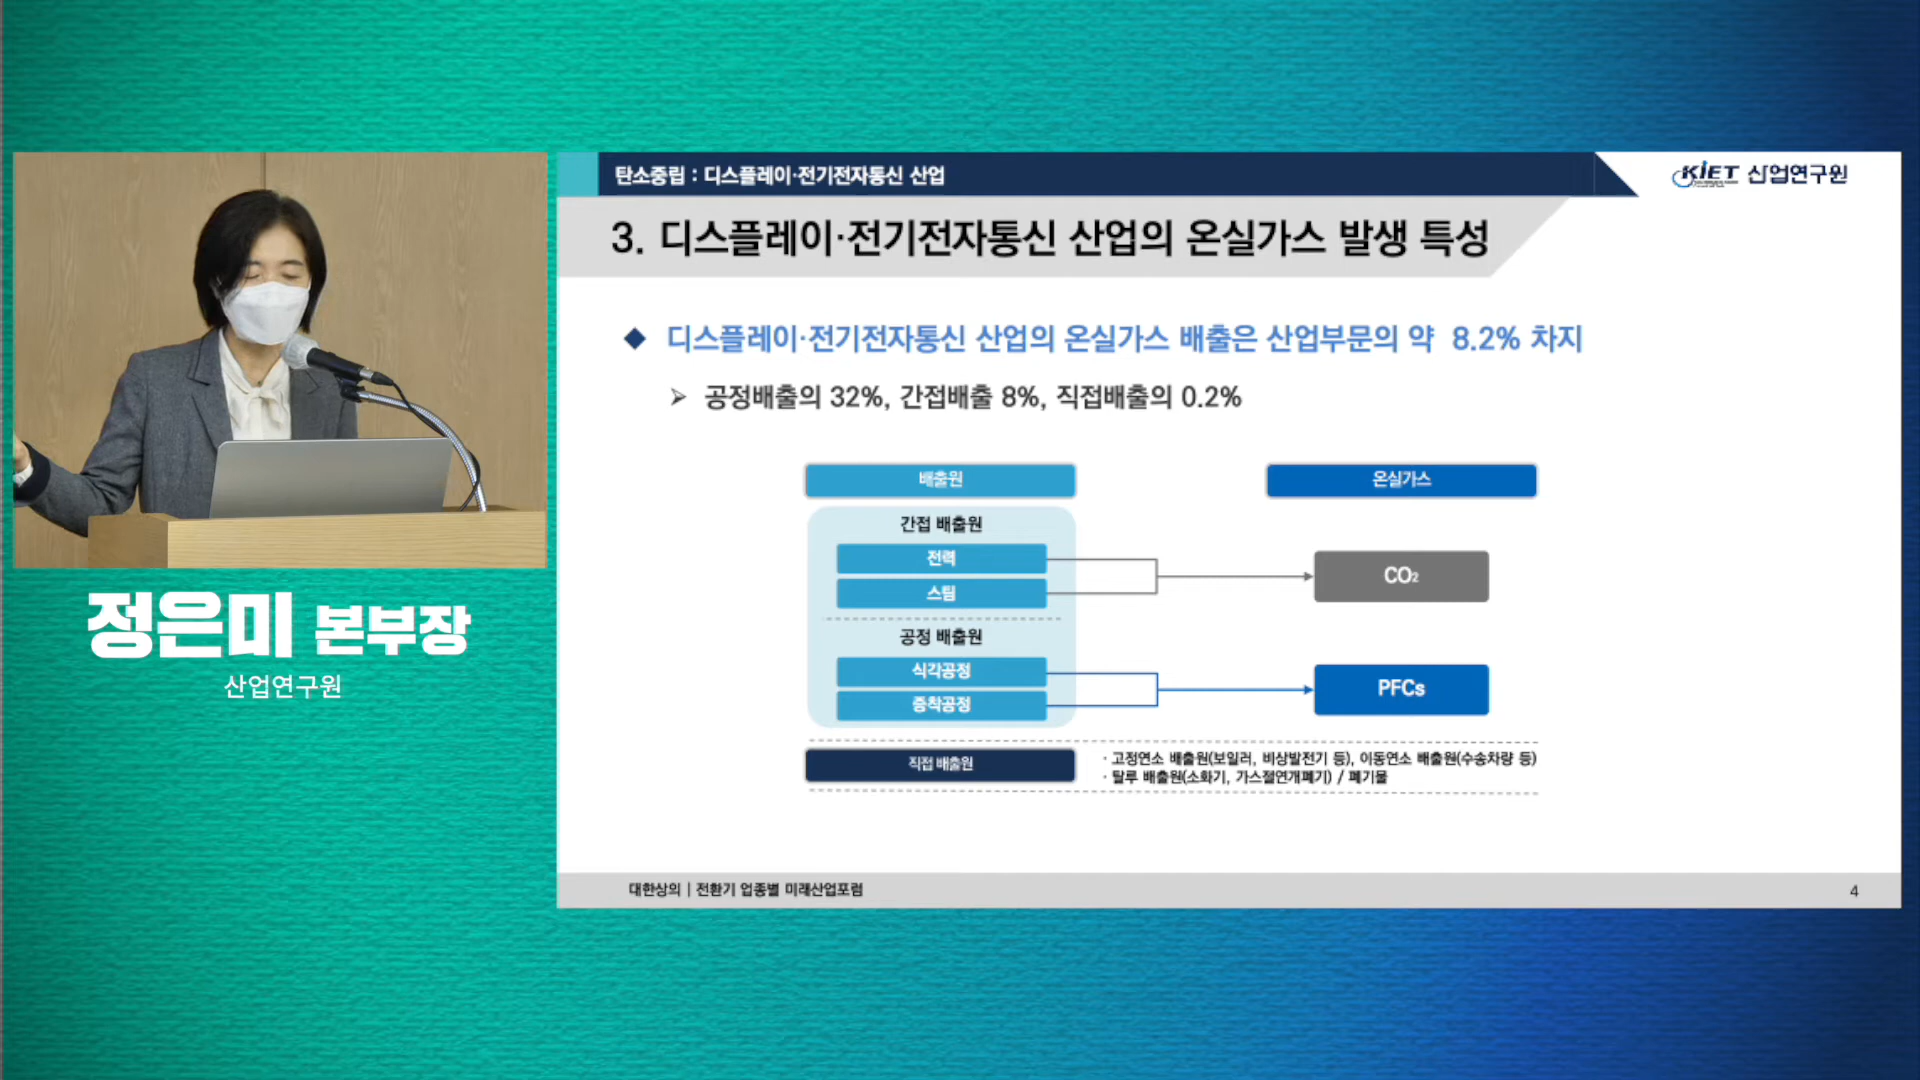 정은미 본부장
산업연구원
탄소중립 : 디스플레이·전기전자통신 산업
KIET 산업연구원
3. 디스플레이·전기전자통신 산업의 온실가스 발생 특성
◆ 디스플레이·전기전자통신 산업의 온실가스 배출은 산업부문의 약 8.2% 차지
➢ 공정배출의 32%, 간접배출 8%, 직접배출의 0.2%
배출원
온실가스
간접 배출원
전력
스팀
CO₂
공정 배출원
식각공정
증착공정
PFCs
직접 배출원
· 고정연소 배출원(보일러, 비상발전기 등), 이동연소 배출원(수송차량 등)
· 탈루 배출원(소화기, 가스절연개폐기) / 폐기물
대한상의 | 전환기 업종별 미래산업포럼
4